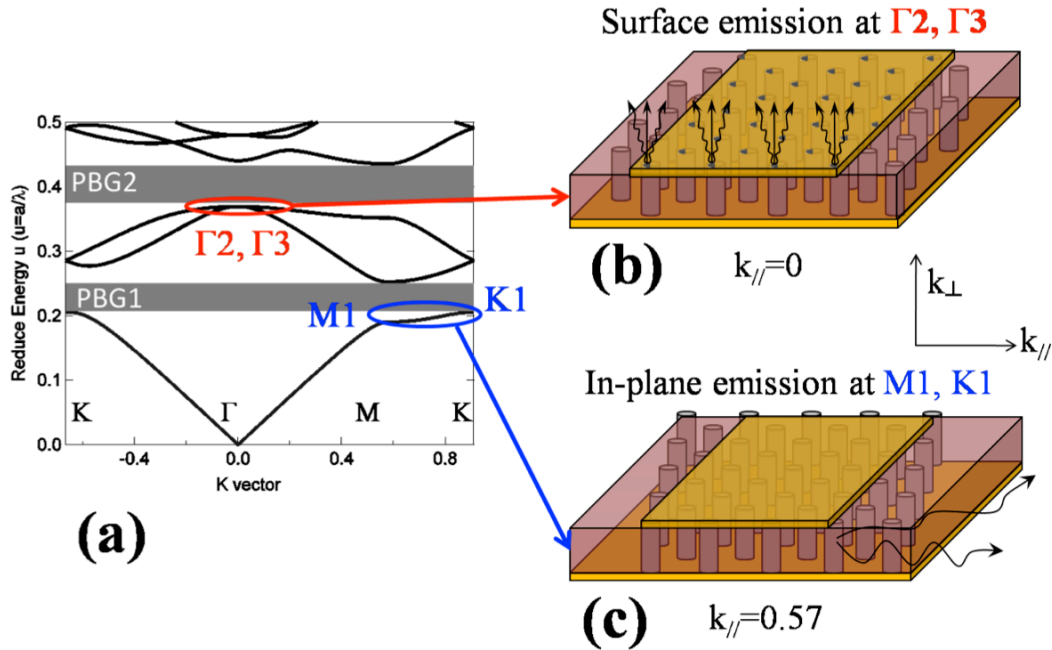 Surface emission at Γ2, Γ3
0.5
PBG2
0.4
Γ2, Γ3
0.3
PBG1
K1
M1
0.2
0.1
K
Γ
M
K
0.0
-0.4
0.0
0.4
0.8
K vector
Reduce Energy u (u=a/λ)
(a)
(b)
k//=0
k⊥
k//
In-plane emission at M1, K1
(c)
k//=0.57